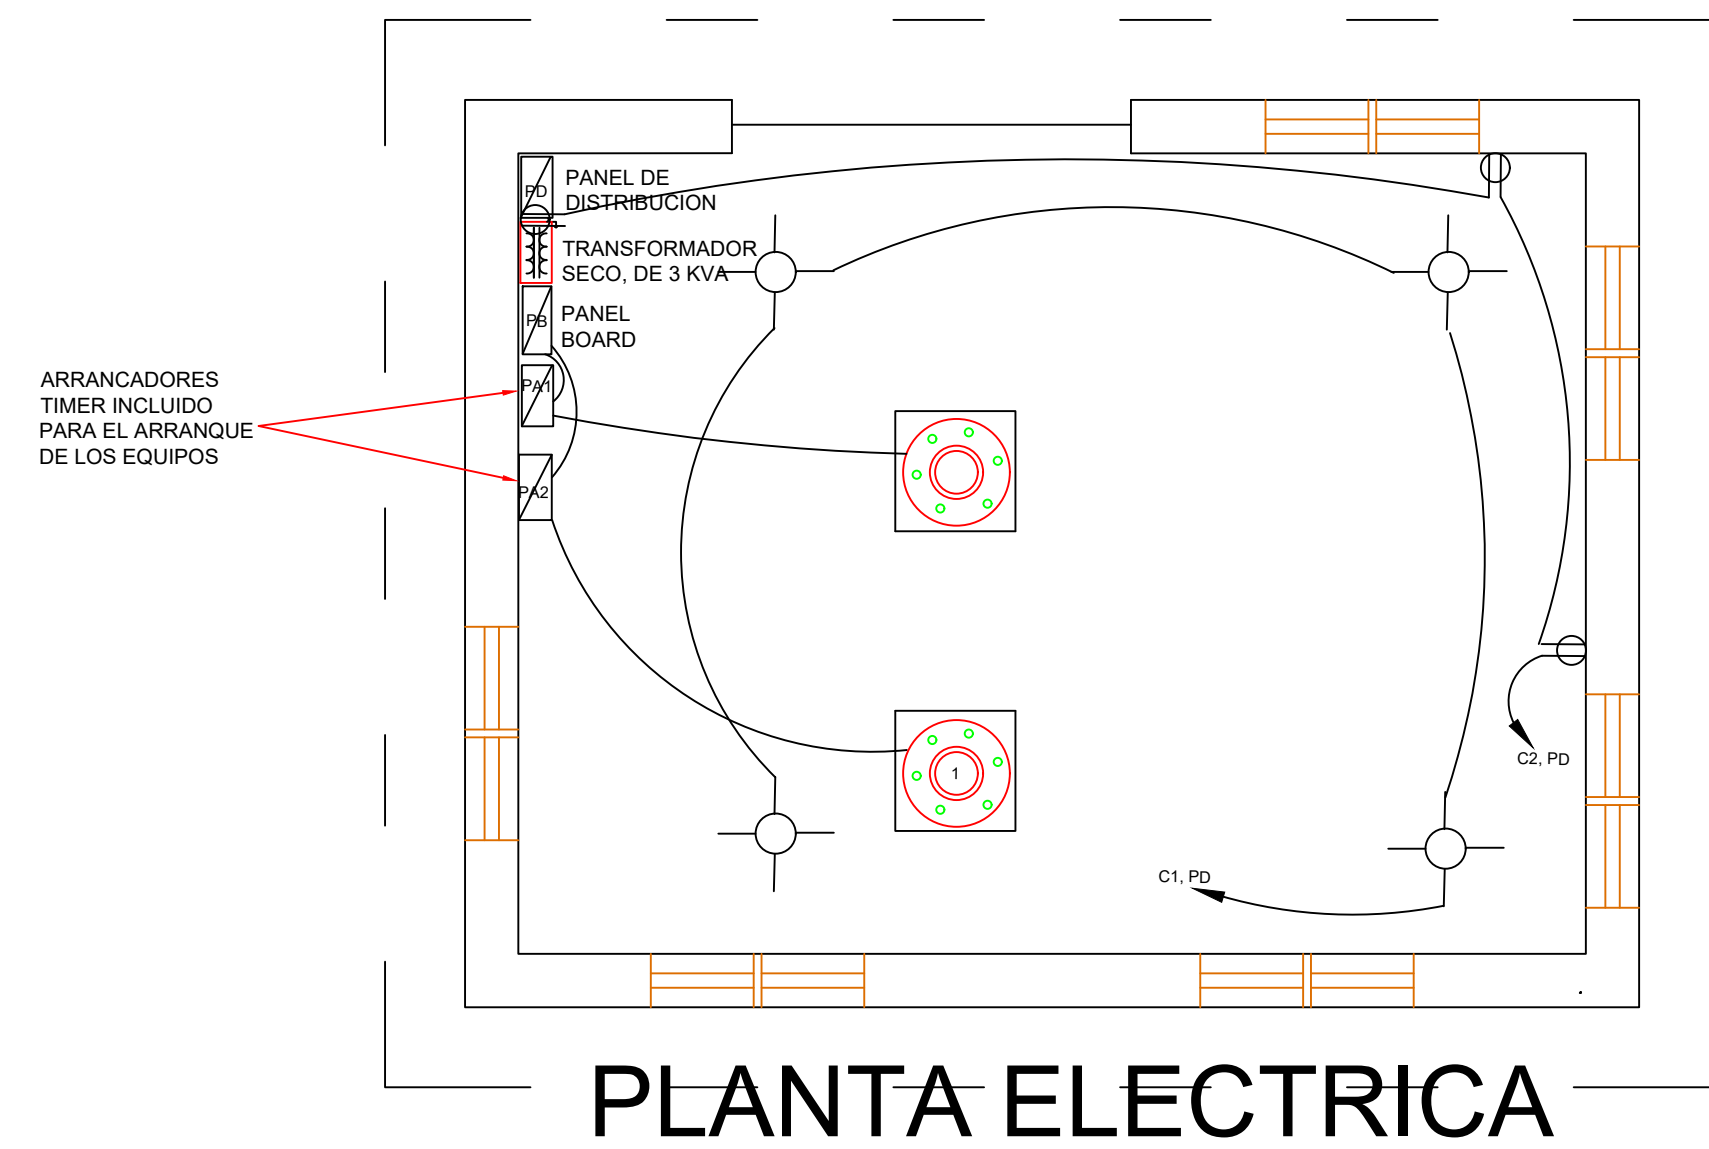 PD
PANEL DE
DISTRIBUCION
TRANSFORMADOR
SECO, DE 3 KVA
PB
PANEL
BOARD
ARRANCADORES
TIMER INCLUIDO
PARA EL ARRANQUE
DE LOS EQUIPOS
PA1
PA2
1
C2, PD
C1, PD
PLANTA ELECTRICA